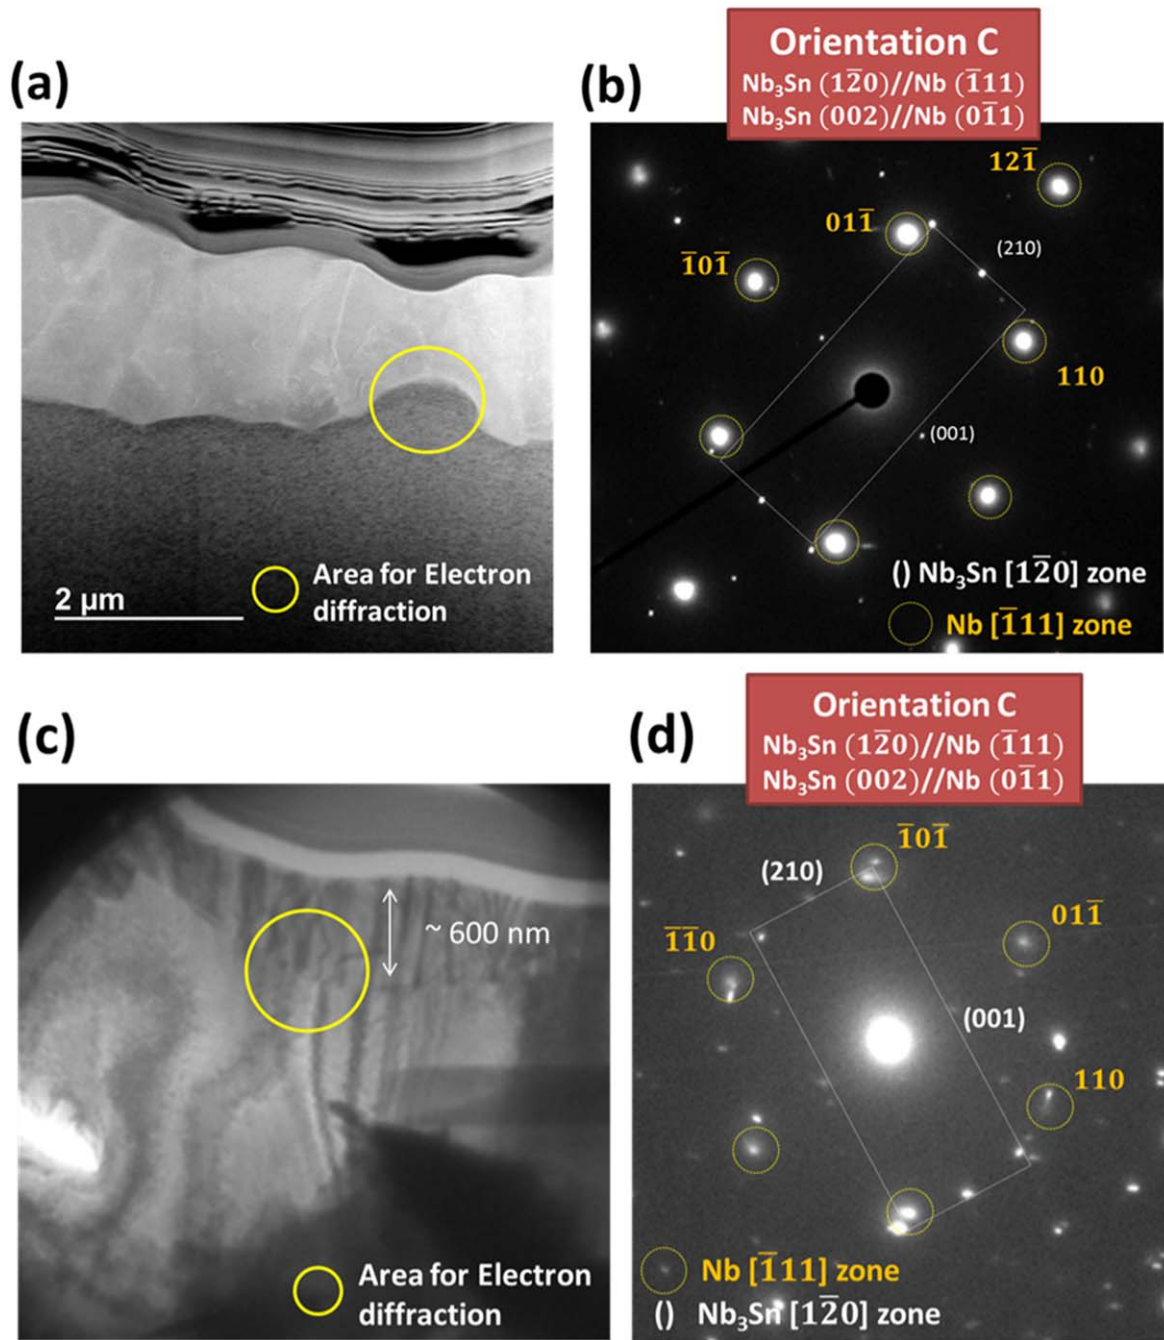 (a)
2 μm
Area for Electron
diffraction
(b)
Orientation C
Nb₃Sn (12̅0)//Nb (1̅11)
Nb₃Sn (002)//Nb (01̅1)
121̅
011̅
(210)
1̅01̅
110
(001)
() Nb₃Sn [12̅0] zone
Nb [1̅11] zone
(c)
~ 600 nm
Area for Electron
diffraction
(d)
Orientation C
Nb₃Sn (12̅0)//Nb (1̅11)
Nb₃Sn (002)//Nb (01̅1)
1̅01̅
(210)
011̅
1̅1̅0
(001)
110
Nb [1̅11] zone
() Nb₃Sn [12̅0] zone